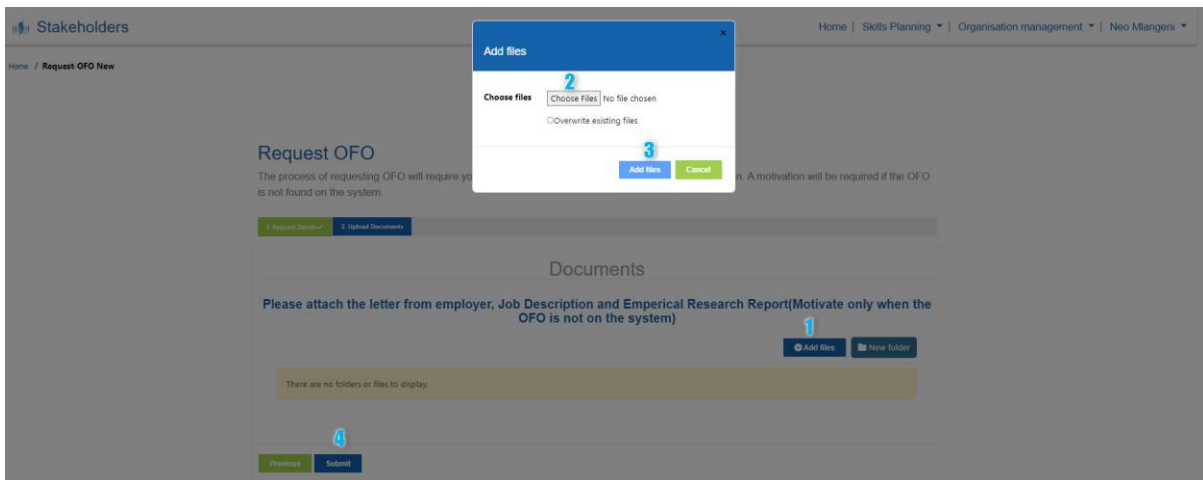 Stakeholders
Home | Skills Planning | Organisation management | Neo Mlangeni
Home / Request-OFO New
×
Add files
2
Choose files Choose Files No file chosen
Overwrite existing files
3
Add files Cancel
Request OFO
The process of requesting OFO will require yo
n. A motivation will be required if the OFO
is not found on the system.
1. Request Details✓ 2. Upload Documents
Documents
Please attach the letter from employer, Job Description and Emperical Research Report(Motivate only when the
OFO is not on the system)
1
Add files New folder
There are no folders or files to display.
4
Previous Submit